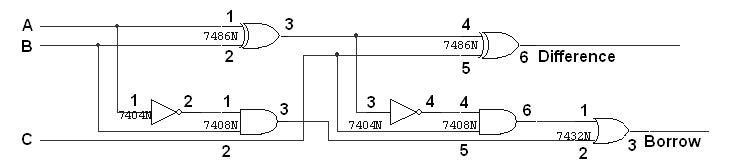 A 1 3 4
7486N 7486N
B 2 5 6 Difference
1 2 1 3 3 4 4 6 1
7404N 7408N 7404N 7408N 7432N
C 2 5 2 3 Borrow